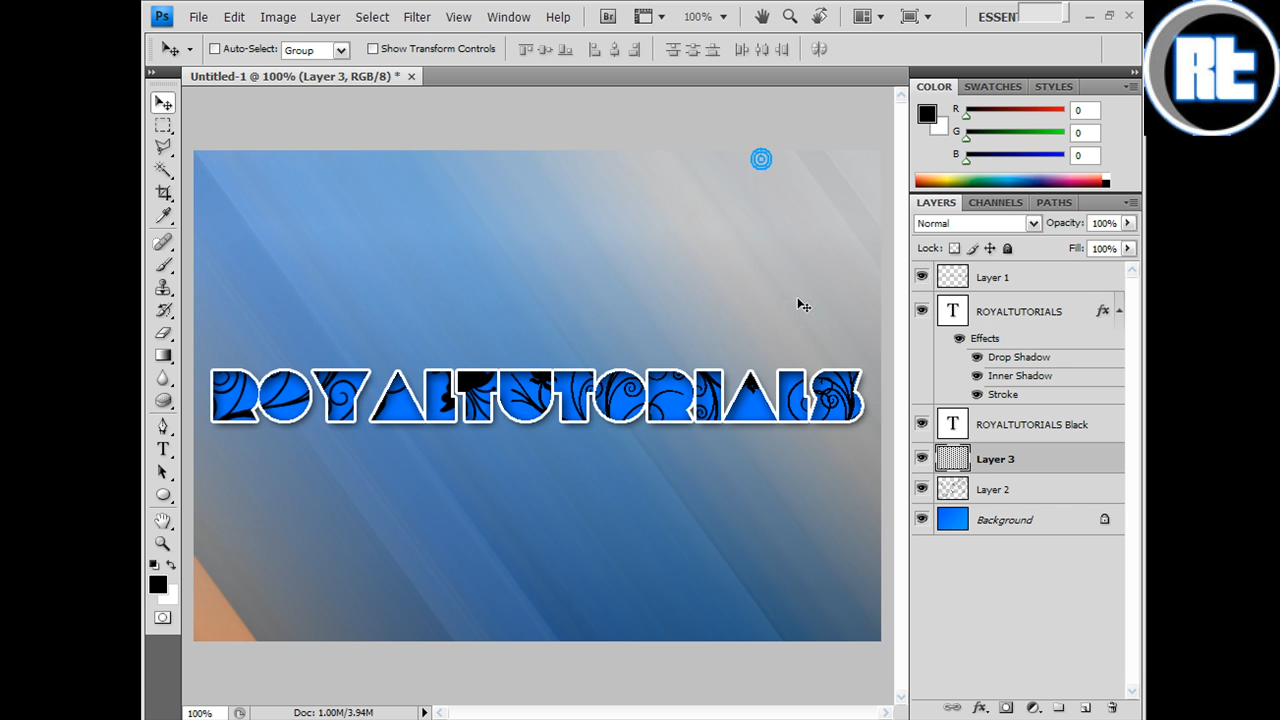 Ps File Edit Image Layer Select Filter View Window Help Br 100% ESSEN
Auto-Select: Group Show Transform Controls
Untitled-1 @ 100% (Layer 3, RGB/8) * ×
COLOR SWATCHES STYLES
R 0
G 0
B 0
LAYERS CHANNELS PATHS
Normal Opacity: 100%
Lock: Fill: 100%
Layer 1
T ROYALTUTORIALS fx
Effects
Drop Shadow
Inner Shadow
Stroke
T ROYALTUTORIALS Black
Layer 3
Layer 2
Background
ROYALTUTORIALS
100% Doc: 1.00M/3.94M
Rt